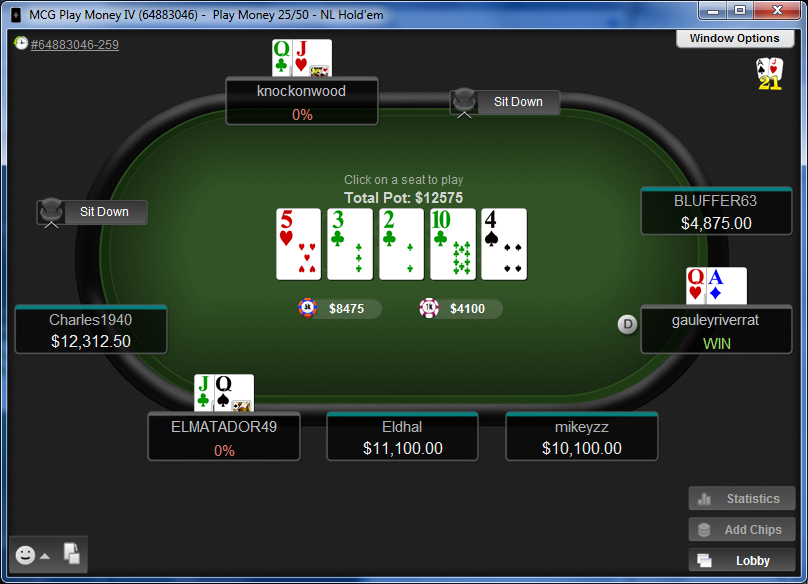 MCG Play Money IV (64883046) - Play Money 25/50 - NL Hold'em
#64883046-259
Window Options
Q J
A J
21
knockonwood
0%
Sit Down
Click on a seat to play
Total Pot: $12575
Sit Down
BLUFFER63
$4,875.00
5 3 2 10 4
Q A
5k $8475 1k $4100
D
Charles1940
$12,312.50
gauleyriverrat
WIN
J Q
ELMATADOR49
0%
Eldhal
$11,100.00
mikeyzz
$10,100.00
Statistics
Add Chips
Lobby